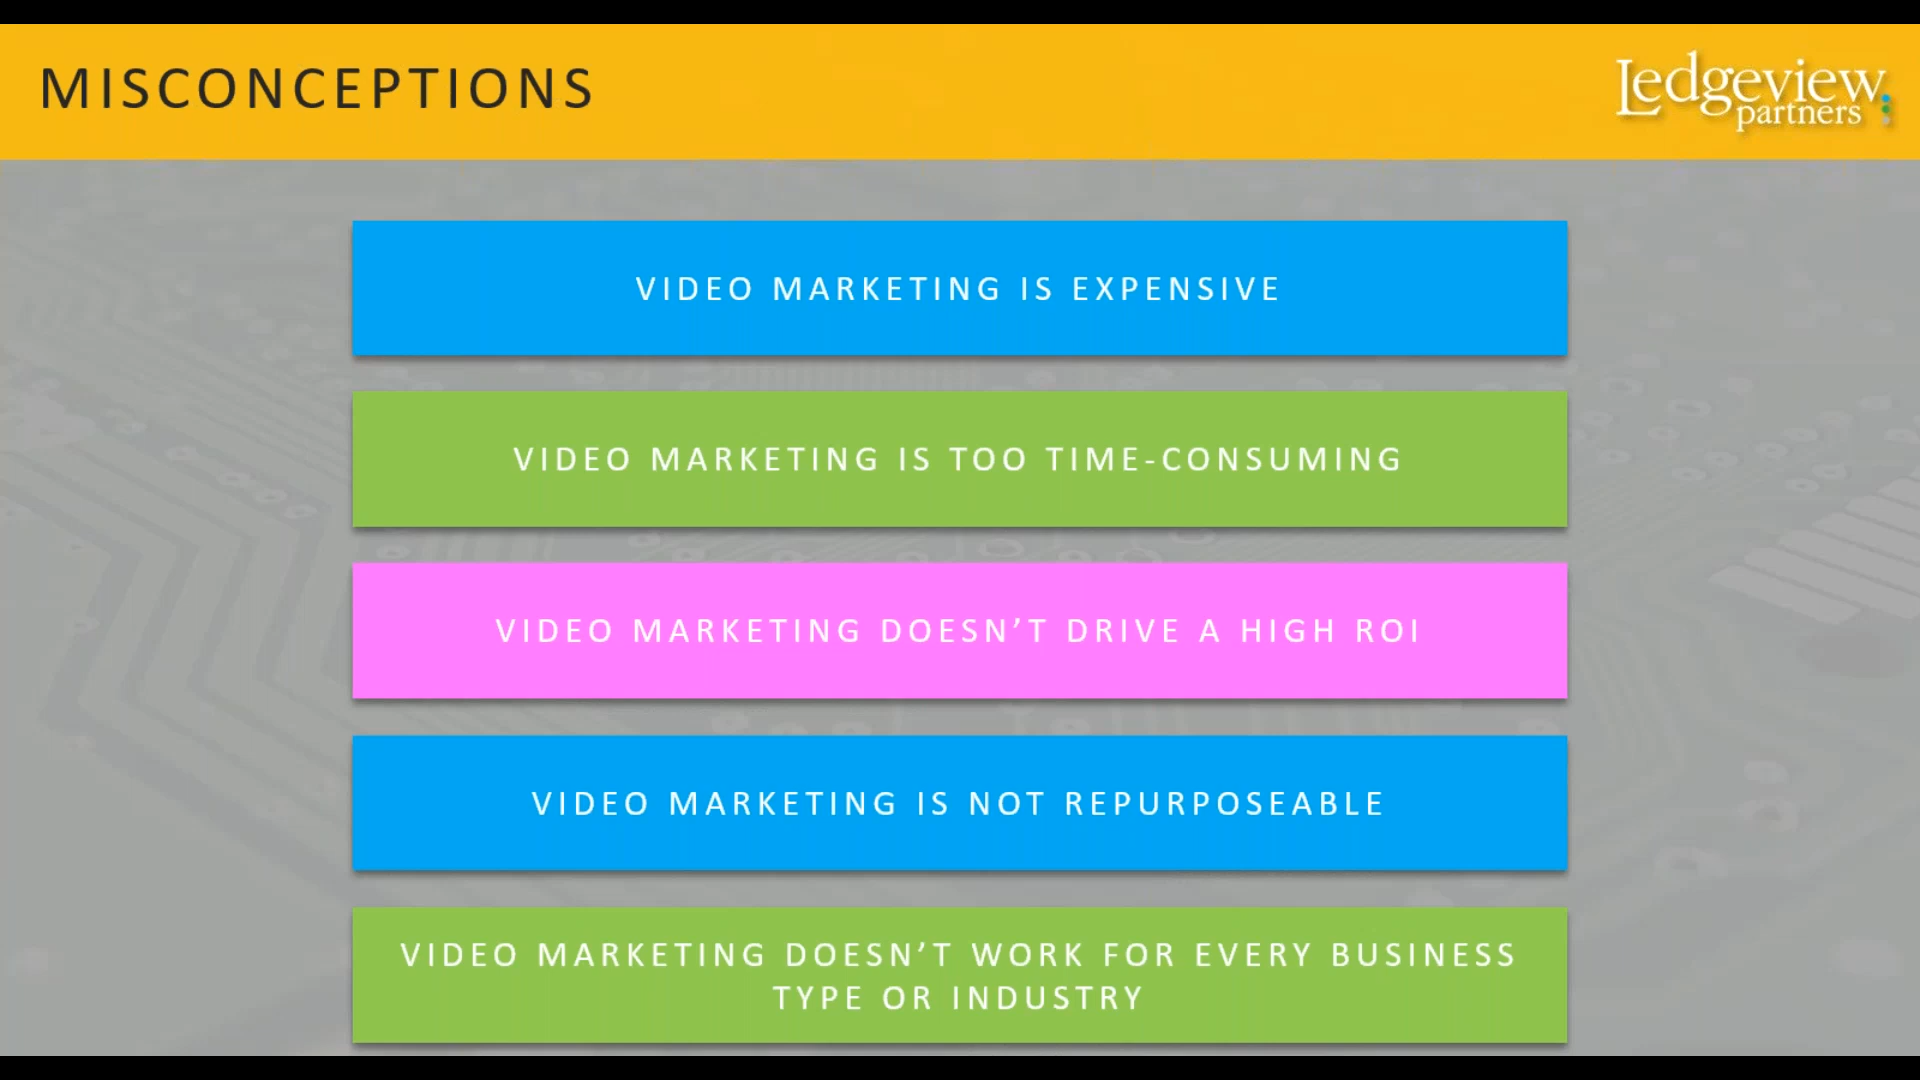 MISCONCEPTIONS
Ledgeview
partners
VIDEO MARKETING IS EXPENSIVE
VIDEO MARKETING IS TOO TIME-CONSUMING
VIDEO MARKETING DOESN’T DRIVE A HIGH ROI
VIDEO MARKETING IS NOT REPURPOSEABLE
VIDEO MARKETING DOESN’T WORK FOR EVERY BUSINESS
TYPE OR INDUSTRY